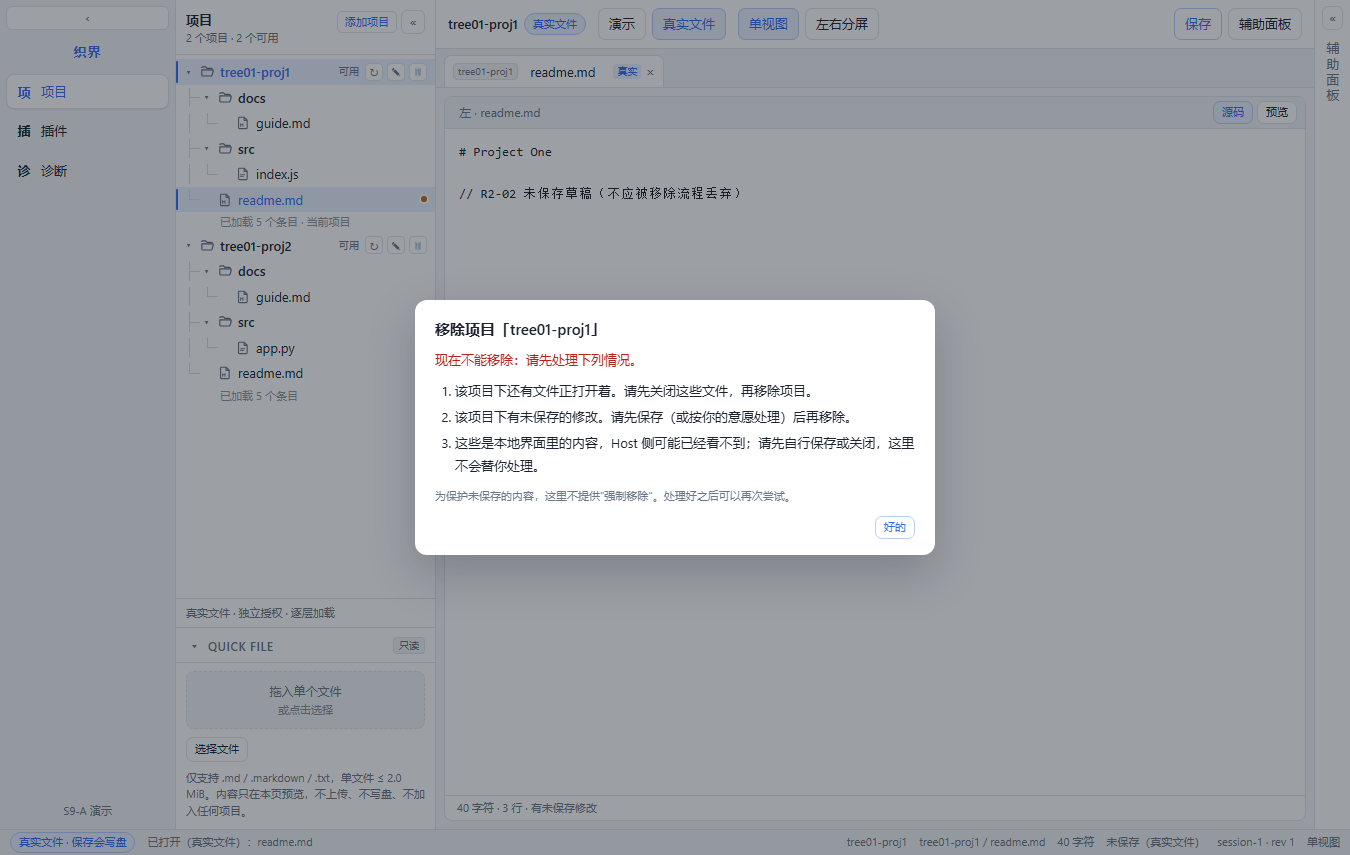 ‹
织界
项 项目
插 插件
诊 诊断
S9-A 演示
项目
2 个项目 · 2 个可用
添加项目
«
tree01-proj1 可用
docs
guide.md
src
index.js
readme.md
已加载 5 个条目 · 当前项目
tree01-proj2 可用
docs
guide.md
src
app.py
readme.md
已加载 5 个条目
真实文件 · 独立授权 · 逐层加载
QUICK FILE 只读
拖入单个文件
或点击选择
选择文件
仅支持 .md / .markdown / .txt，单文件 ≤ 2.0
MiB。内容只在本页预览，不上传、不写盘、不加
入任何项目。
tree01-proj1 真实文件 演示 真实文件 单视图 左右分屏 保存 辅助面板
tree01-proj1 readme.md 真实 ×
左 · readme.md 源码 预览
# Project One
// R2-02 未保存草稿（不应被移除流程丢弃）
移除项目「tree01-proj1」
现在不能移除：请先处理下列情况。
1. 该项目下还有文件正打开着。请先关闭这些文件，再移除项目。
2. 该项目下有未保存的修改。请先保存（或按你的意愿处理）后再移除。
3. 这些是本地界面里的内容，Host 侧可能已经看不到；请先自行保存或关闭，这里
不会替你处理。
为保护未保存的内容，这里不提供“强制移除”。处理好之后可以再次尝试。
好的
40 字符 · 3 行 · 有未保存修改
«
辅
助
面
板
真实文件 · 保存会写盘 已打开（真实文件）：readme.md tree01-proj1 tree01-proj1 / readme.md 40 字符 未保存（真实文件） session-1 · rev 1 单视图